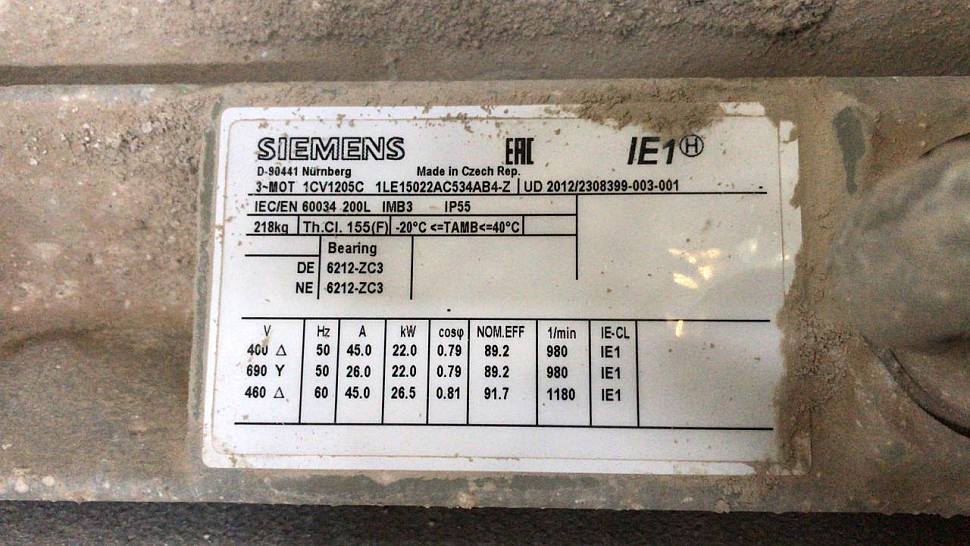 SIEMENS EAC IE1 H
D-90441 Nürnberg Made in Czech Rep.
3~MOT 1CV1205C 1LE15022AC534AB4-Z UD 2012/2308399-003-001
IEC/EN 60034 200L IMB3 IP55
218kg Th.Cl. 155(F) -20°C <=TAMB<=40°C
Bearing
DE 6212-ZC3
NE 6212-ZC3
V Hz A kW cosφ NOM.EFF 1/min IE-CL
400 Δ 50 45.0 22.0 0.79 89.2 980 IE1
690 Y 50 26.0 22.0 0.79 89.2 980 IE1
460 Δ 60 45.0 26.5 0.81 91.7 1180 IE1